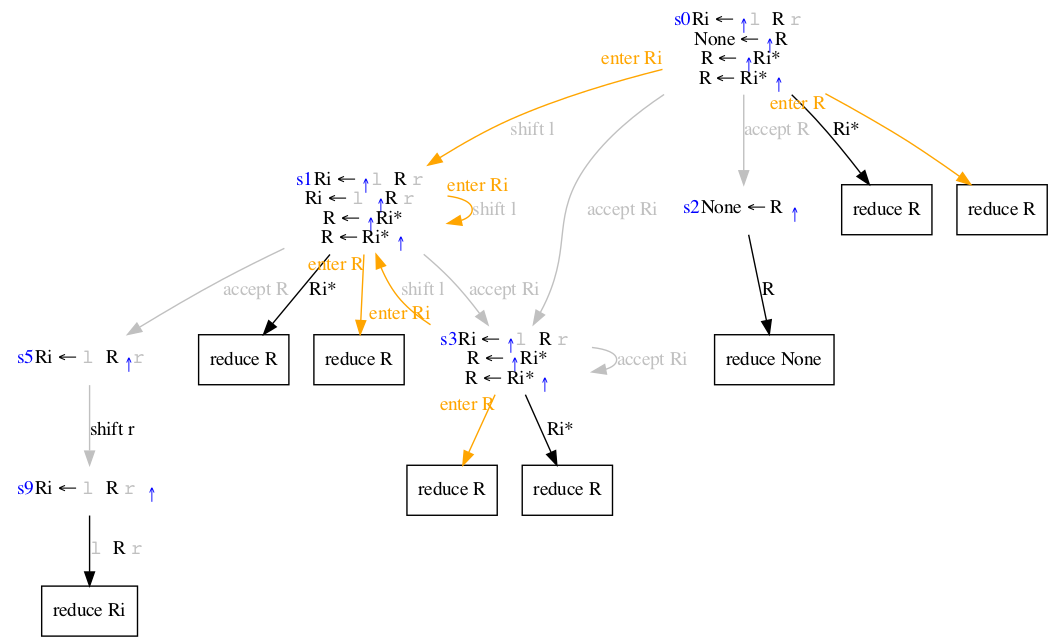 s0Ri ← ↑l R r
None ← ↑R
R ← ↑Ri*
R ← Ri* ↑
enter Ri
enter R
shift l
accept R
Ri*
s1Ri ← ↑l R r
Ri ← l ↑R r
R ← ↑Ri*
R ← Ri* ↑
enter Ri
shift l
accept Ri
s2None ← R ↑
reduce R
reduce R
enter R
accept R
Ri*
shift l
accept Ri
R
enter Ri
s5Ri ← l R ↑r
reduce R
reduce R
s3Ri ← ↑l R r
R ← ↑Ri*
R ← Ri* ↑
accept Ri
reduce None
enter R
shift r
Ri*
s9Ri ← l R r ↑
reduce R
reduce R
l R r
reduce Ri